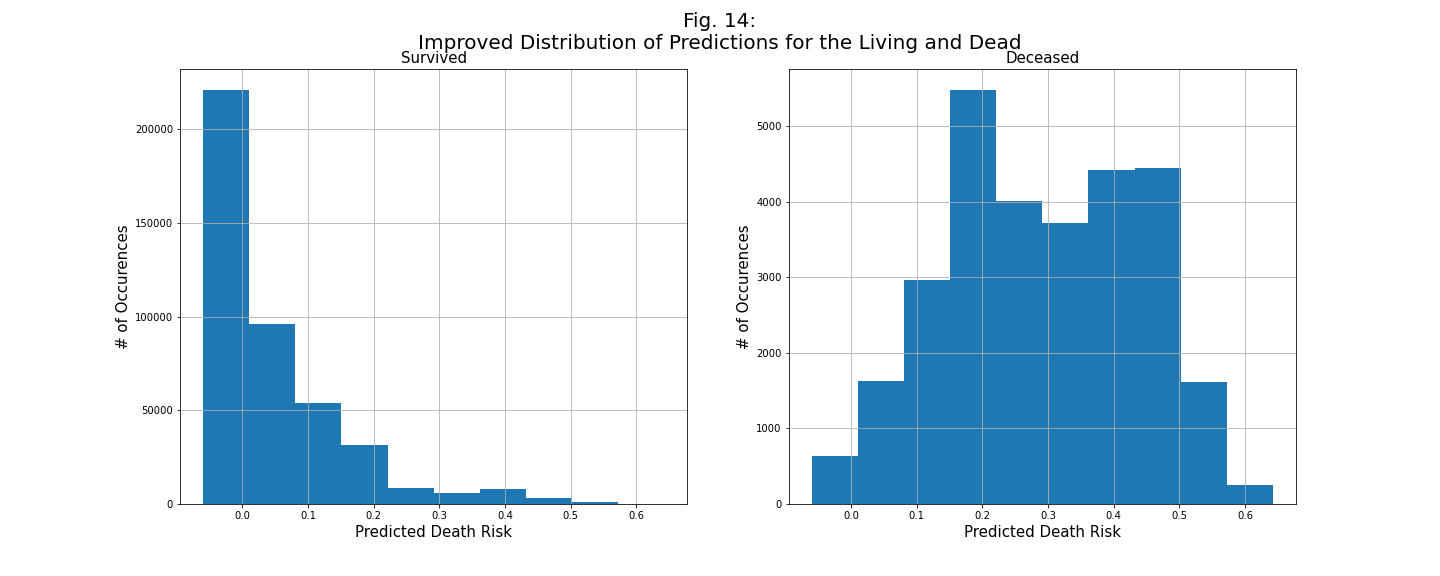 Fig. 14:
Improved Distribution of Predictions for the Living and Dead
Survived
200000
150000
100000
50000
0
# of Occurences
0.0 0.1 0.2 0.3 0.4 0.5 0.6
Predicted Death Risk
Deceased
5000
4000
3000
2000
1000
0
# of Occurences
0.0 0.1 0.2 0.3 0.4 0.5 0.6
Predicted Death Risk